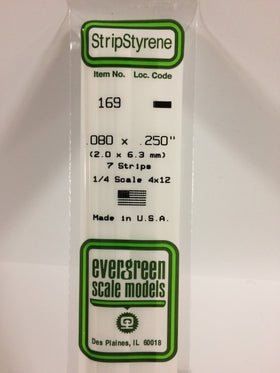 StripStyrene
Item No. Loc. Code
169
.080 x .250"
(2.0 x 6.3 mm)
7 Strips
1/4 Scale 4x12
Made in U.S.A.
evergreen
scale models
Des Plaines, IL 60018